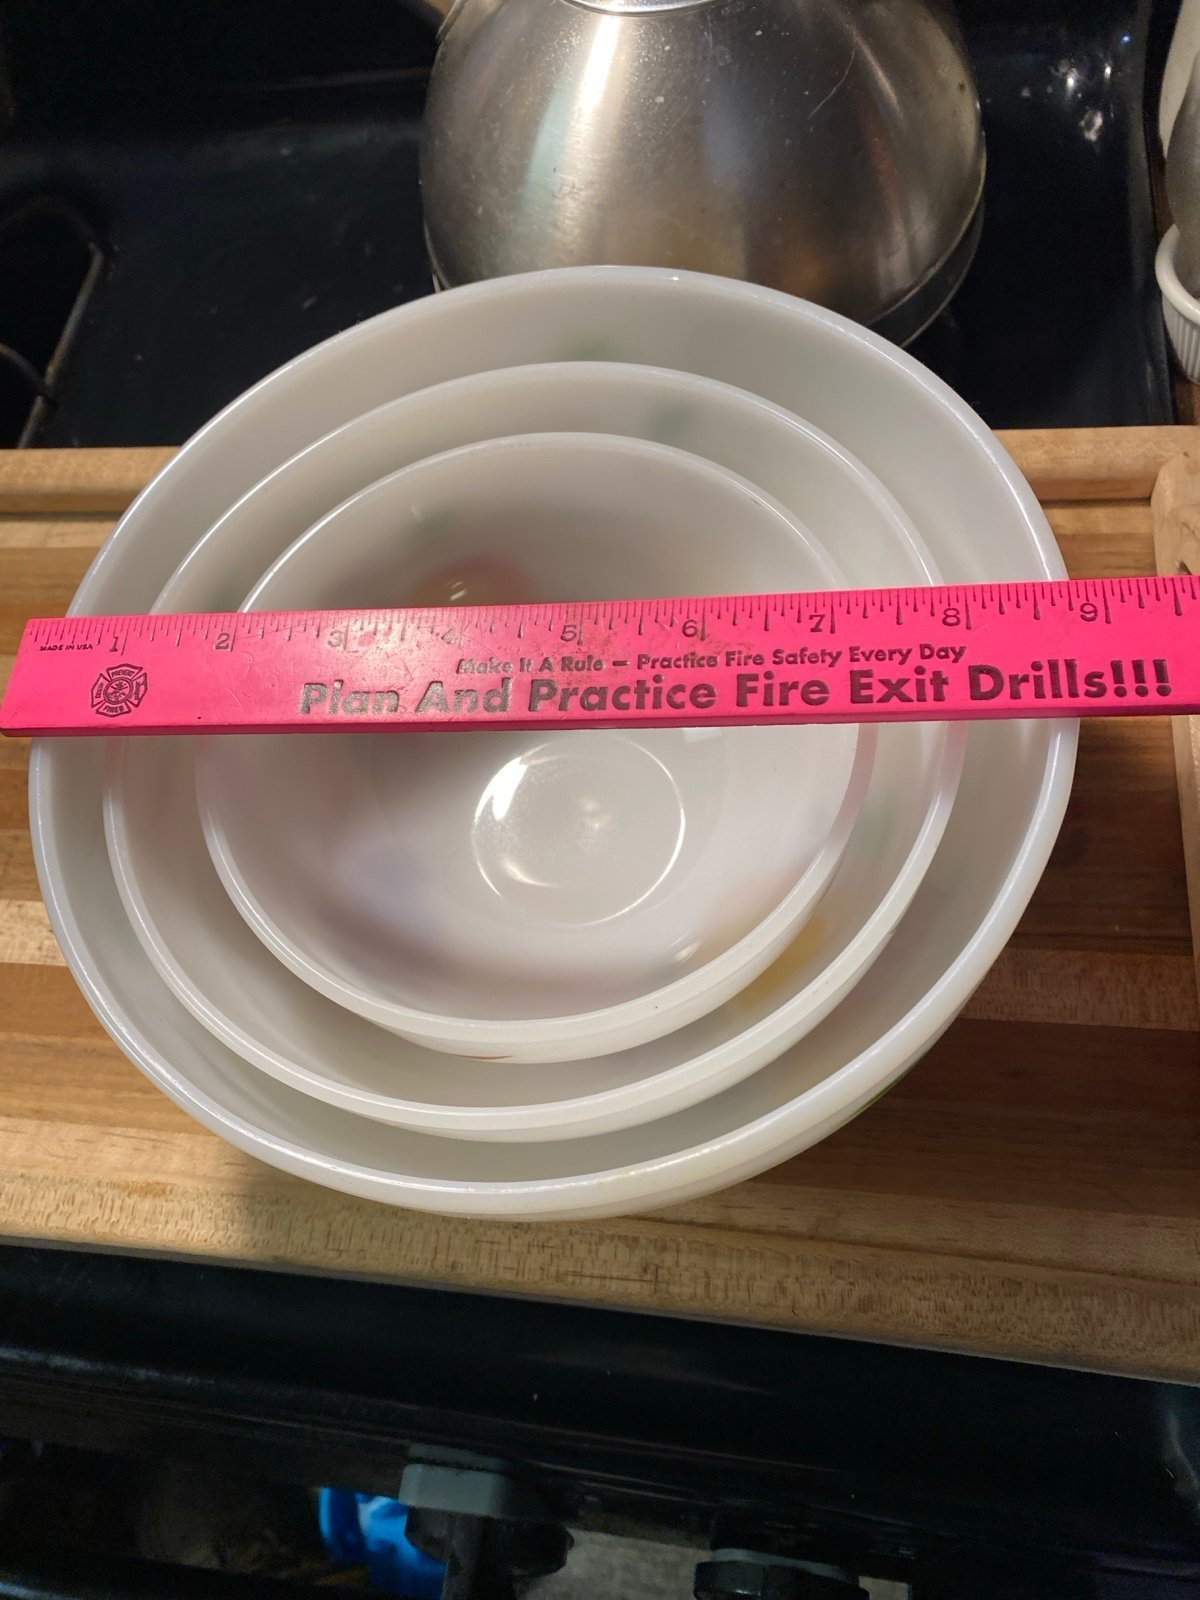 1 2 3 4 5 6 7 8 9
MADE IN USA
Make It A Rule — Practice Fire Safety Every Day
Plan And Practice Fire Exit Drills!!!